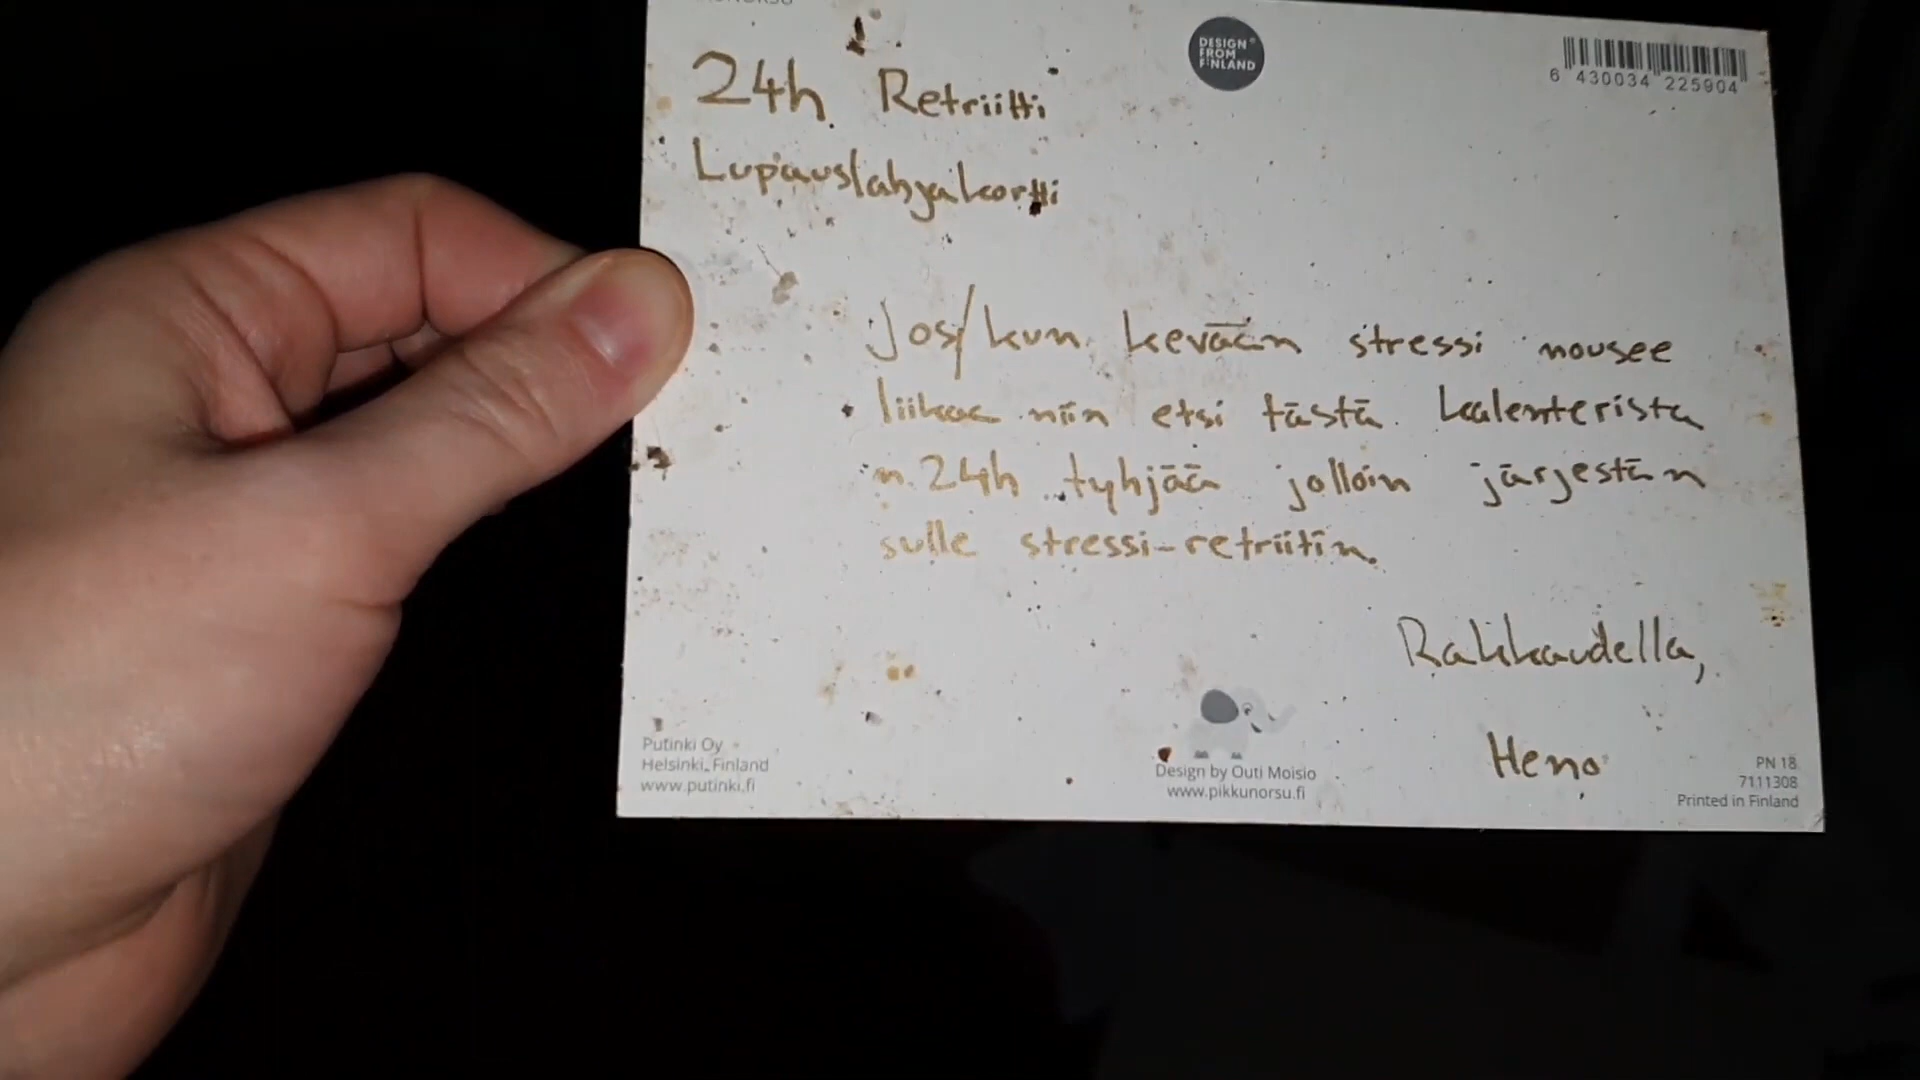 24h Retriitti
Lupauslahjakortti
Jos/kun kevään stressi nousee
liikaa niin etsi tästä kalenterista
n. 24h tyhjää jolloin järjestän
sulle stressi-retriitin.
Rakkaudella,
Heno
DESIGN
FROM
FINLAND
6 430034 225904
Putinki Oy
Helsinki, Finland
www.putinki.fi
Design by Outi Moisio
www.pikkunorsu.fi
PN 18
7111308
Printed in Finland